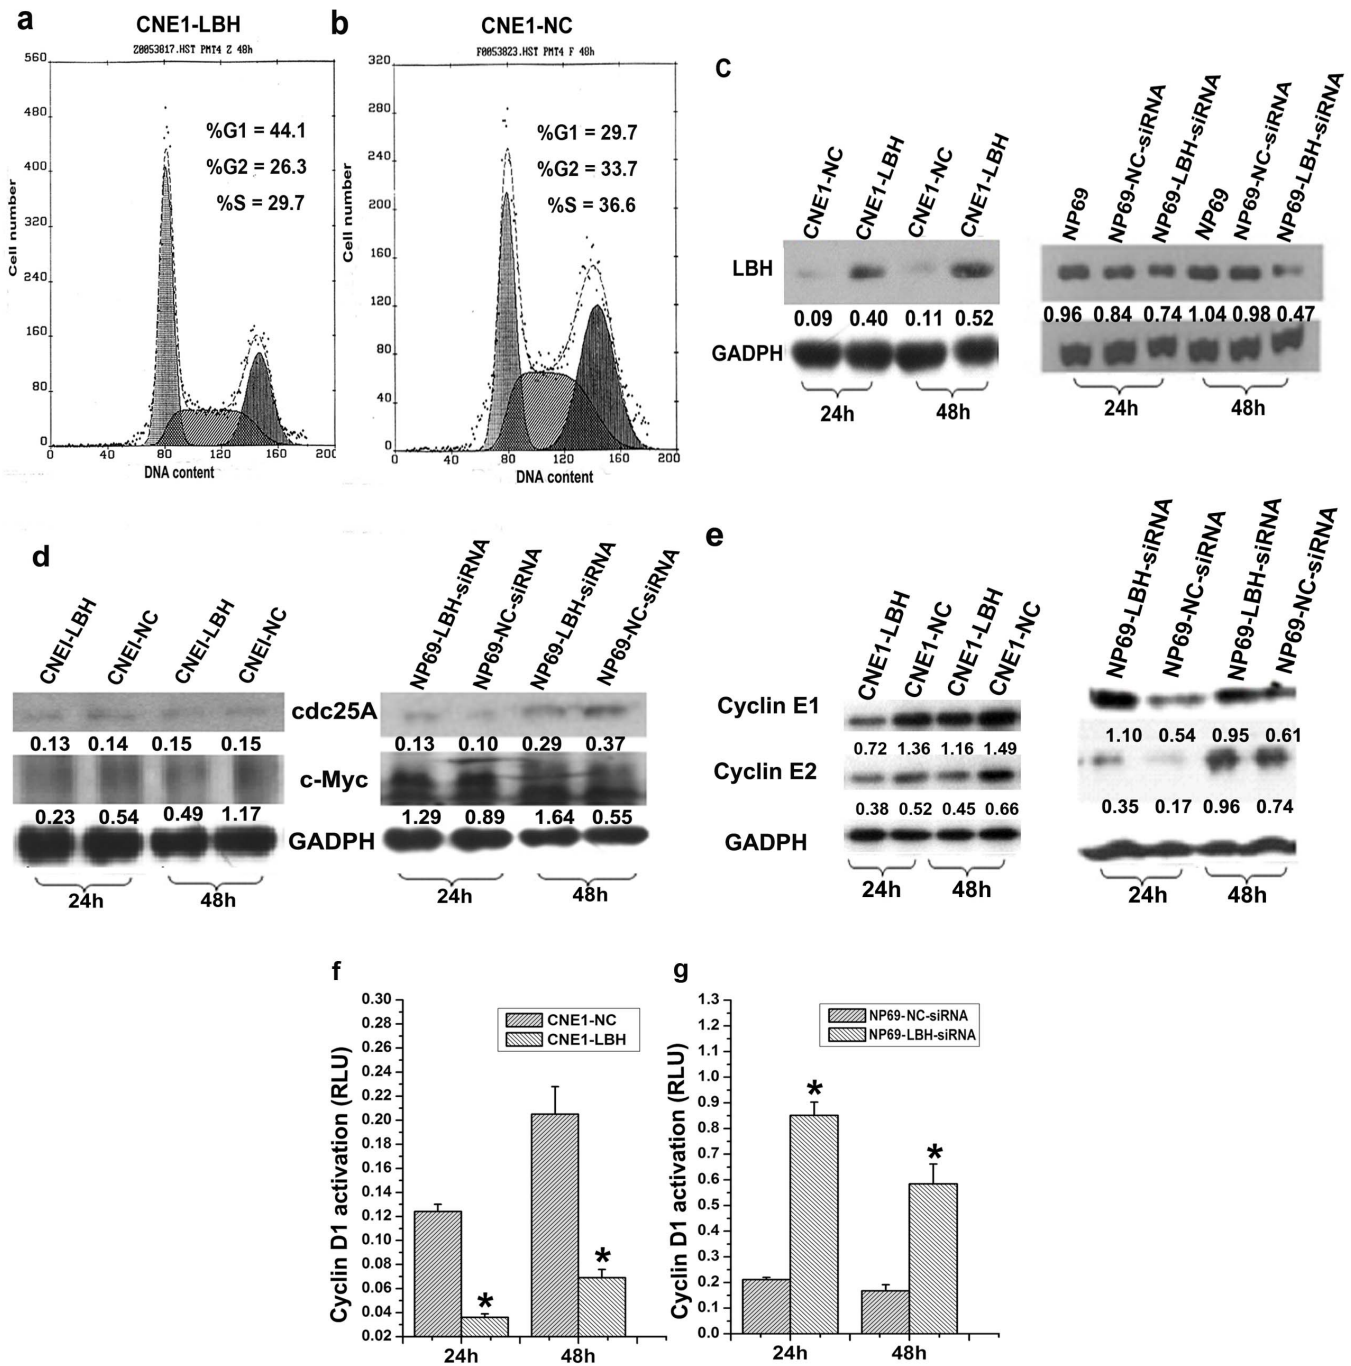 a
CNE1-LBH
Z0053817.HST PMT4 Z 48h
560
480
400
320
240
160
80
0
Cell number
%G1 = 44.1
%G2 = 26.3
%S = 29.7
0 40 80 120 160 200
DNA content
b
CNE1-NC
F0053823.HST PMT4 F 48h
320
280
240
200
160
120
80
40
0
Cell number
%G1 = 29.7
%G2 = 33.7
%S = 36.6
0 40 80 120 160 200
DNA content
c
CNE1-NC CNE1-LBH CNE1-NC CNE1-LBH
NP69 NP69-NC-siRNA NP69-LBH-siRNA NP69 NP69-NC-siRNA NP69-LBH-siRNA
LBH
0.09 0.40 0.11 0.52
0.96 0.84 0.74 1.04 0.98 0.47
GADPH
24h 48h
24h 48h
d
CNEI-LBH CNEI-NC CNEI-LBH CNEI-NC
NP69-LBH-siRNA NP69-NC-siRNA NP69-LBH-siRNA NP69-NC-siRNA
cdc25A
0.13 0.14 0.15 0.15
0.13 0.10 0.29 0.37
c-Myc
0.23 0.54 0.49 1.17
1.29 0.89 1.64 0.55
GADPH
24h 48h
24h 48h
e
CNE1-LBH CNE1-NC CNE1-LBH CNE1-NC
NP69-LBH-siRNA NP69-NC-siRNA NP69-LBH-siRNA NP69-NC-siRNA
Cyclin E1
0.72 1.36 1.16 1.49
1.10 0.54 0.95 0.61
Cyclin E2
0.38 0.52 0.45 0.66
0.35 0.17 0.96 0.74
GADPH
24h 48h
24h 48h
f
0.30
0.28
0.26
0.24
0.22
0.20
0.18
0.16
0.14
0.12
0.10
0.08
0.06
0.04
0.02
Cyclin D1 activation (RLU)
CNE1-NC
CNE1-LBH
*
*
24h 48h
g
1.3
1.2
1.1
1.0
0.9
0.8
0.7
0.6
0.5
0.4
0.3
0.2
0.1
0.0
Cyclin D1 activation (RLU)
NP69-NC-siRNA
NP69-LBH-siRNA
*
*
24h 48h